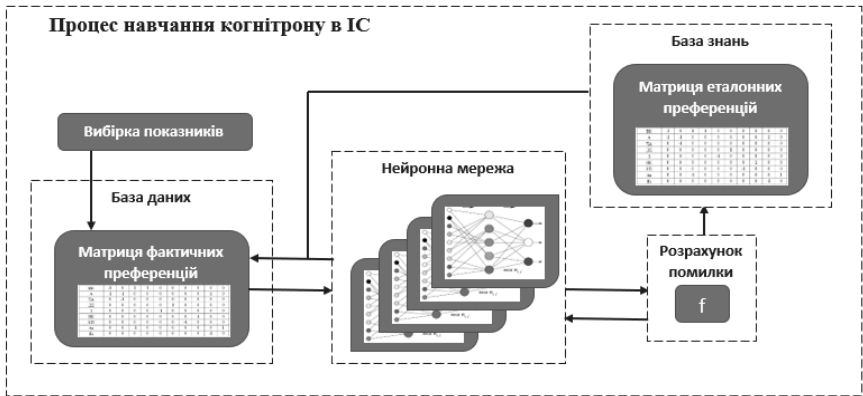 Процес навчання когнітрону в ІС
База знань
Матриця еталонних
преференцій
Вибірка показників
Нейронна мережа
База даних
Матриця фактичних
преференцій
Розрахунок
помилки
f